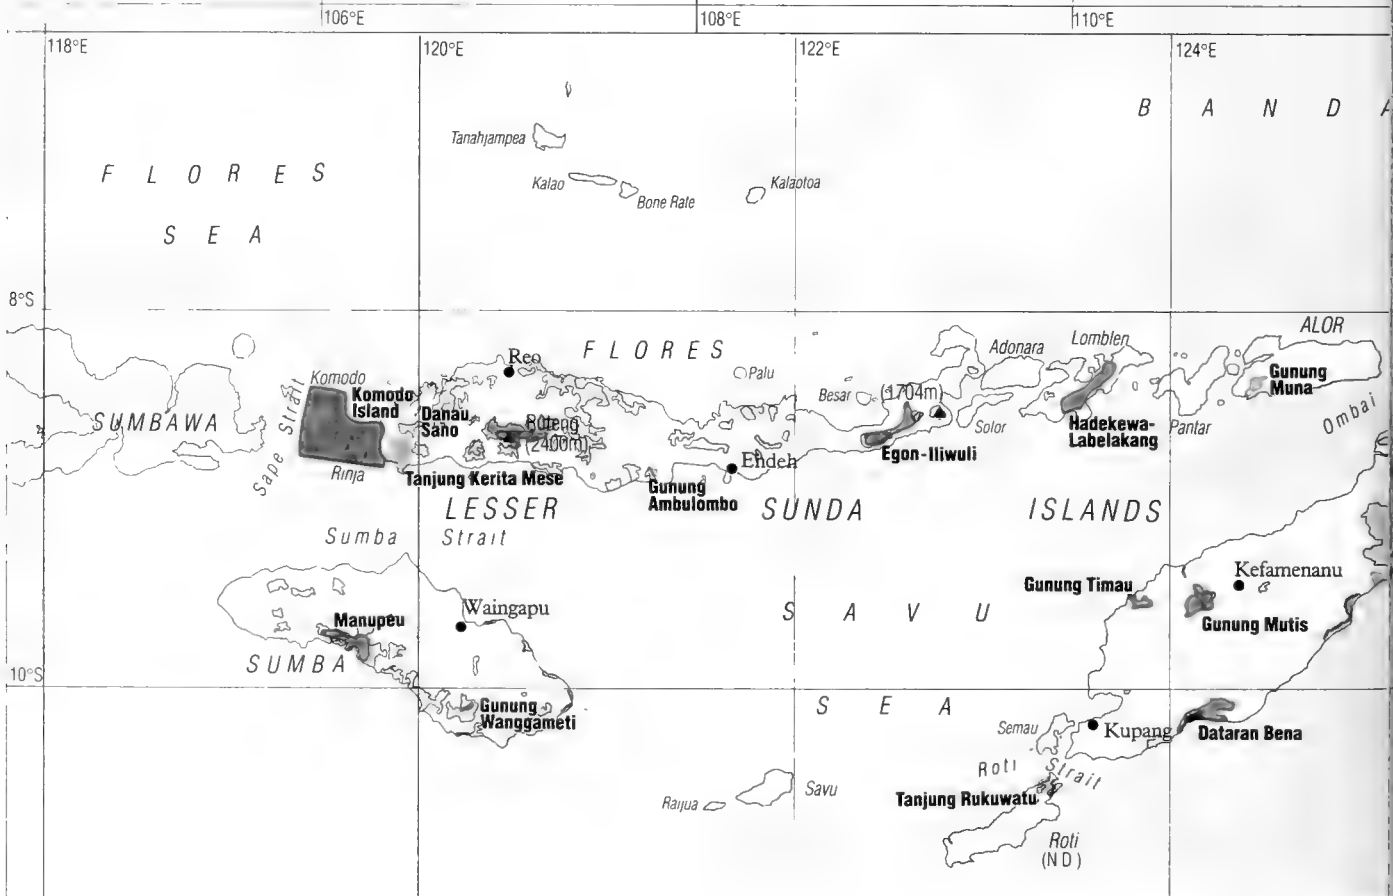 106°E
108°E
110°E
118°E
120°E
122°E
124°E
B A N D A
Tanahjampea
F L O R E S
Kalao
Bone Rate
Kalaotoa
S E A
8°S
ALOR
Lomblen
Reo
F L O R E S
Adonara
Gunung
Muna
Komodo
Palu
Komodo
Island
Besar
(1704m)
Danau
Sano
Ruteng
(2400m)
SUMBAWA
Sape Strait
Solor
Hadekewa-
Labelakang
Pantar
Ombai
Egon-Iliwuli
Endeh
Rinja
Tanjung Kerita Mese
Gunung
Ambulombo
LESSER
SUNDA
ISLANDS
Sumba Strait
Kefamenanu
Gunung Timau
Waingapu
S A V U
Manupeu
Gunung Mutis
SUMBA
10°S
Gunung
Wanggameti
S E A
Semau
Kupang
Dataran Bena
Roti Strait
Savu
Raijua
Tanjung Rukuwatu
Roti
(ND)